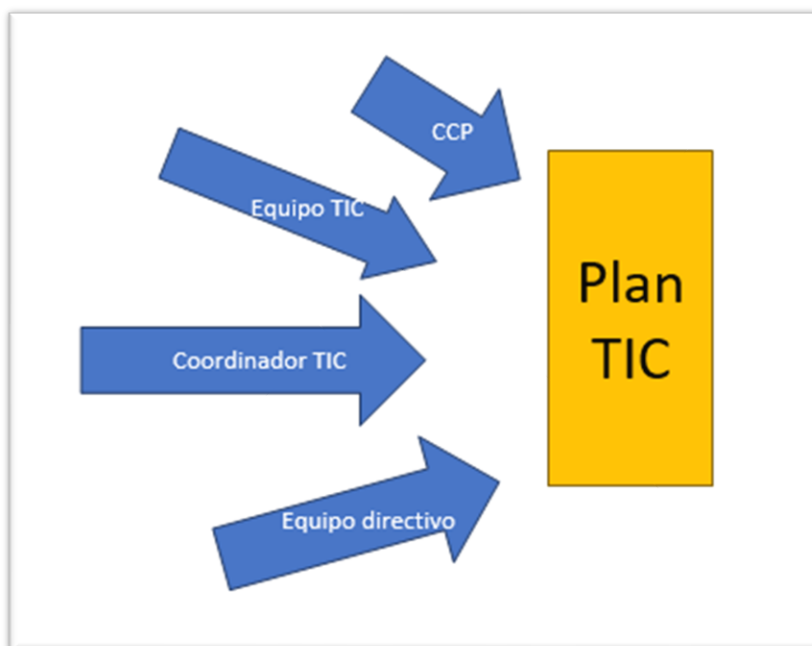 CCP
Equipo TIC
Coordinador TIC
Equipo directivo
Plan
TIC